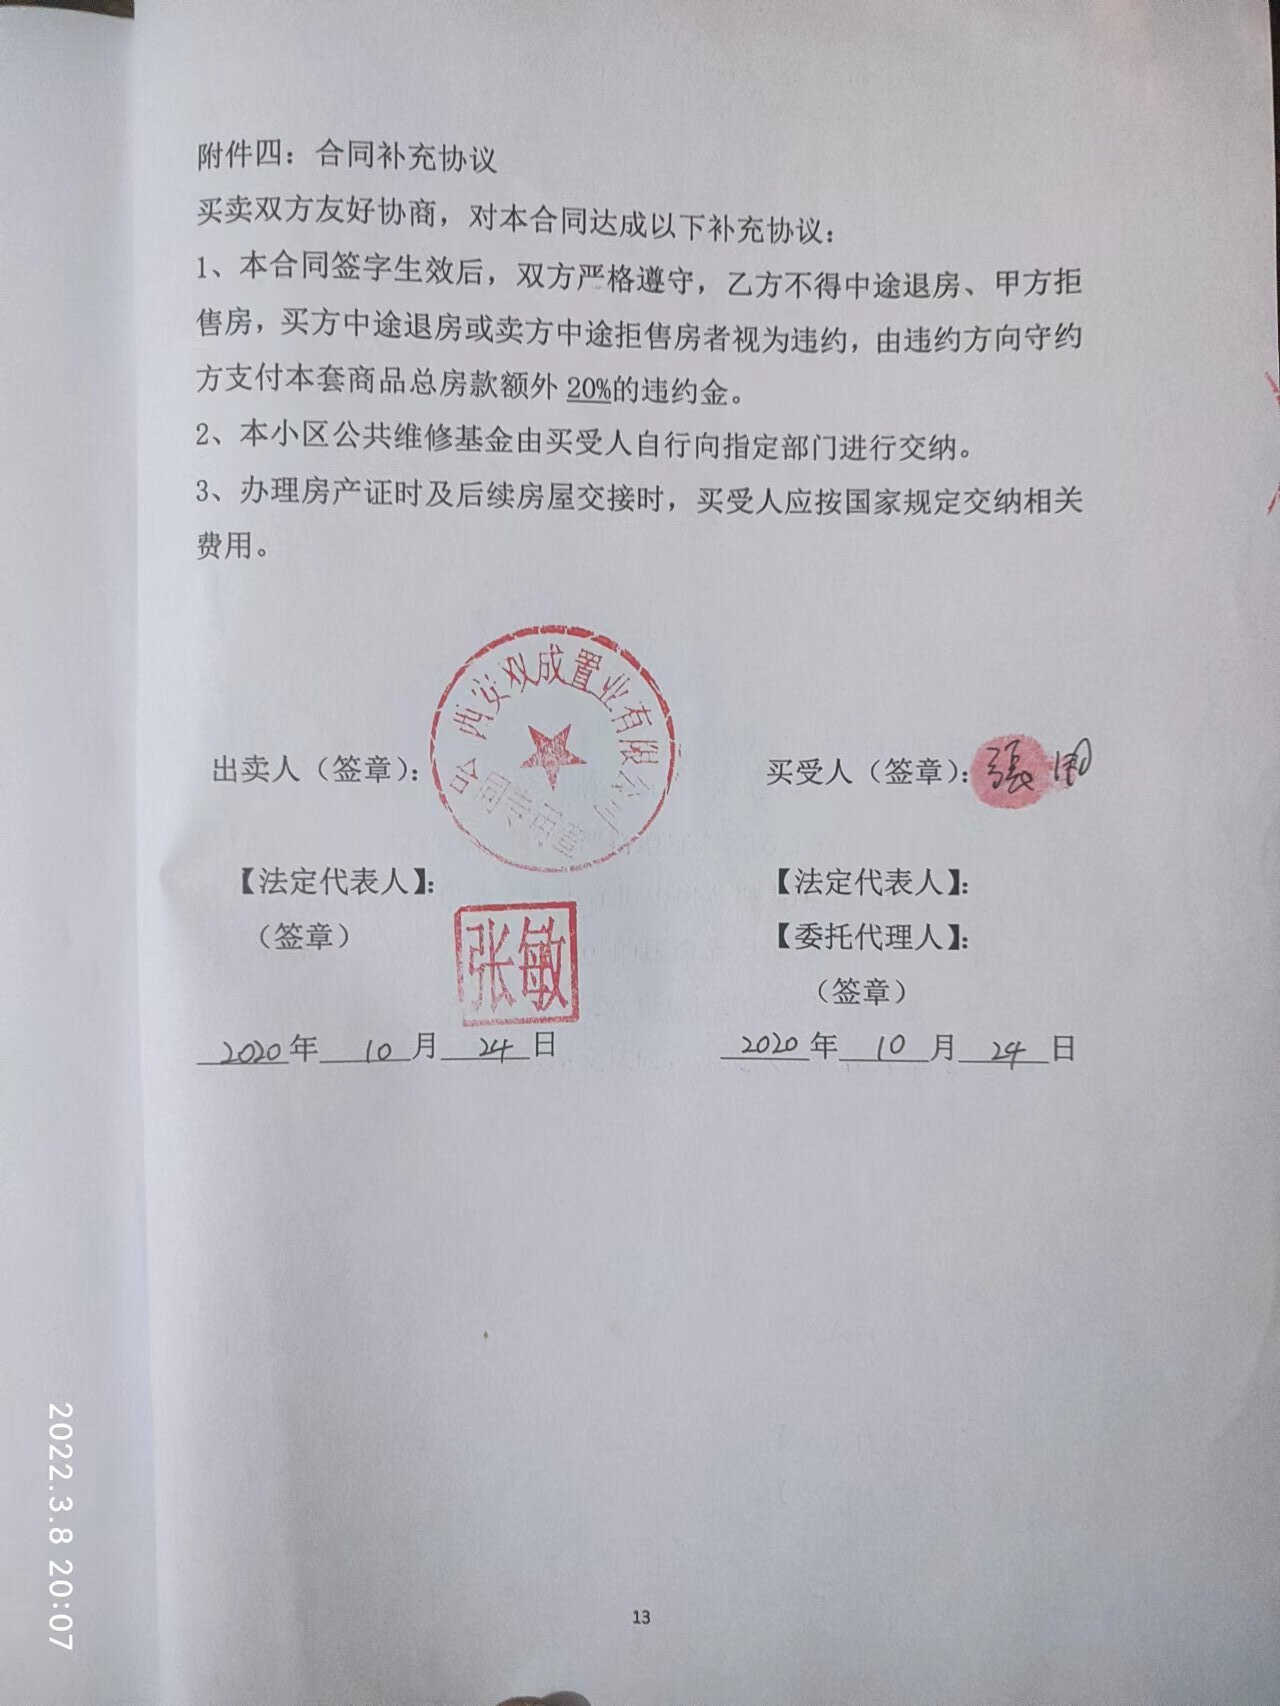 附件四：合同补充协议
买卖双方友好协商，对本合同达成以下补充协议：
1、本合同签字生效后，双方严格遵守，乙方不得中途退房、甲方拒
售房，买方中途退房或卖方中途拒售房者视为违约，由违约方向守约
方支付本套商品总房款额外 20%的违约金。
2、本小区公共维修基金由买受人自行向指定部门进行交纳。
3、办理房产证时及后续房屋交接时，买受人应按国家规定交纳相关
费用。
西安双成置业有限公司
合同专用章
出卖人（签章）：
买受人（签章）：張
【法定代表人】：
（签章）
张敏
【法定代表人】：
【委托代理人】：
（签章）
2020年 10 月 24 日
2020年 10 月 24 日
13
2022.3.8 20:07